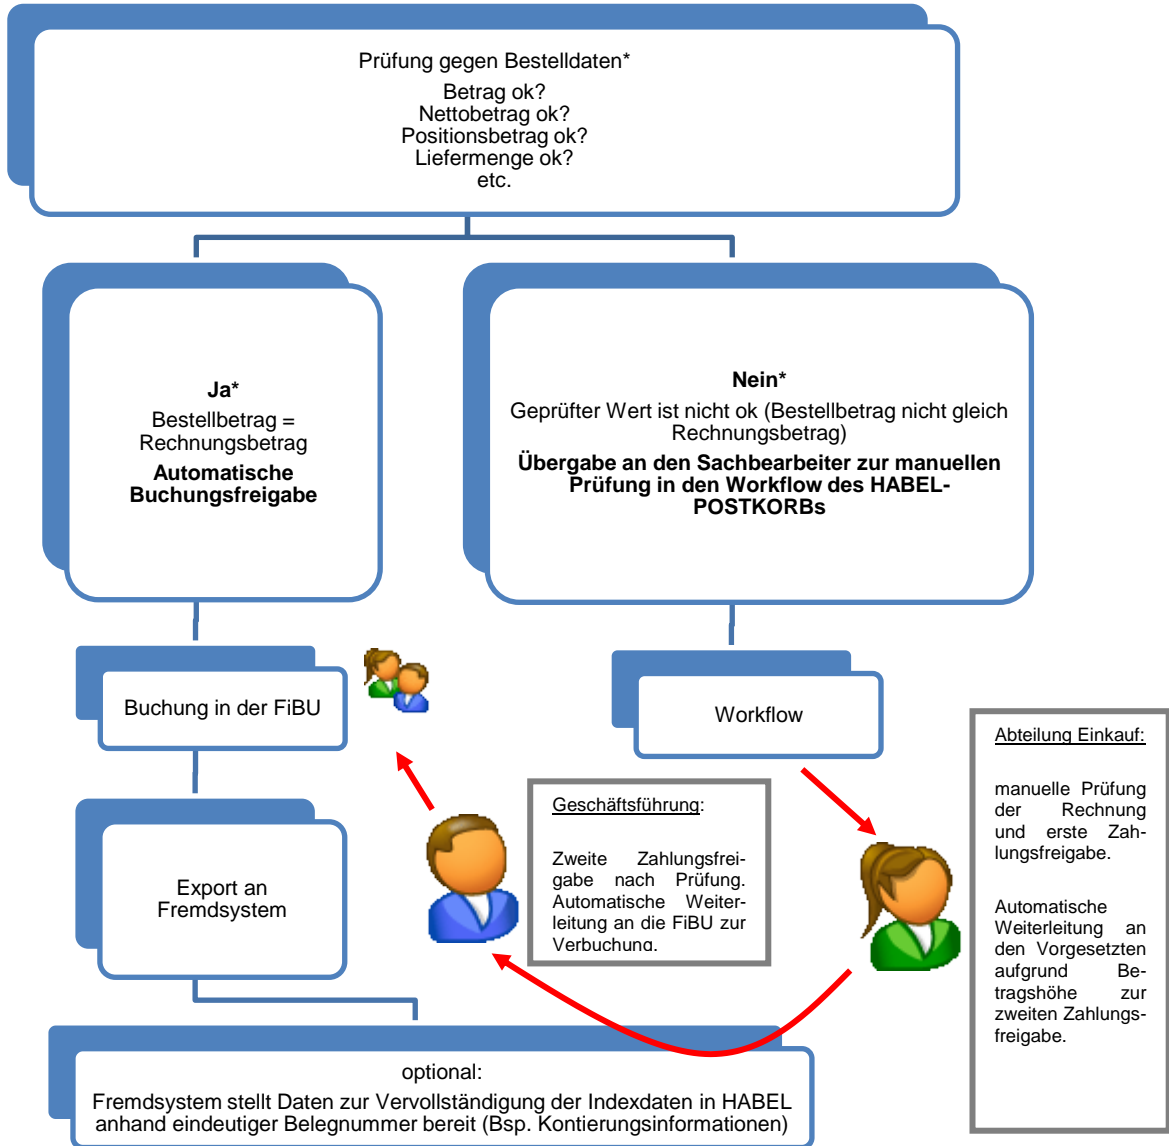 Prüfung gegen Bestelldaten*
Betrag ok?
Nettobetrag ok?
Positionsbetrag ok?
Liefermenge ok?
etc.
Ja*
Bestellbetrag =
Rechnungsbetrag
Automatische
Buchungsfreigabe
Nein*
Geprüfter Wert ist nicht ok (Bestellbetrag nicht gleich
Rechnungsbetrag)
Übergabe an den Sachbearbeiter zur manuellen
Prüfung in den Workflow des HABEL-
POSTKORBs
Buchung in der FiBU
Workflow
Export an
Fremdsystem
Geschäftsführung:
Zweite Zahlungsfrei-
gabe nach Prüfung.
Automatische Weiter-
leitung an die FiBU zur
Verbuchung.
Abteilung Einkauf:
manuelle Prüfung
der Rechnung
und erste Zah-
lungsfreigabe.
Automatische
Weiterleitung an
den Vorgesetzten
aufgrund Be-
tragshöhe zur
zweiten Zahlungs-
freigabe.
optional:
Fremdsystem stellt Daten zur Vervollständigung der Indexdaten in HABEL
anhand eindeutiger Belegnummer bereit (Bsp. Kontierungsinformationen)